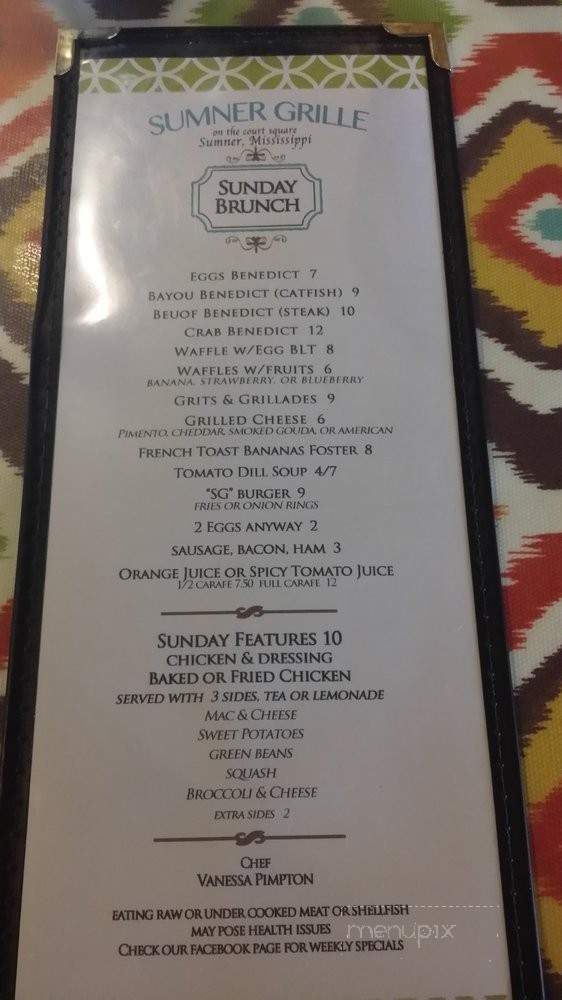 SUMNER GRILLE
on the court square
Sumner, Mississippi
SUNDAY
BRUNCH
EGGS BENEDICT 7
BAYOU BENEDICT (CATFISH) 9
BEUOF BENEDICT (STEAK) 10
CRAB BENEDICT 12
WAFFLE W/EGG BLT 8
WAFFLES W/FRUITS 6
BANANA, STRAWBERRY, OR BLUEBERRY
GRITS & GRILLADES 9
GRILLED CHEESE 6
PIMENTO, CHEDDAR, SMOKED GOUDA, OR AMERICAN
FRENCH TOAST BANANAS FOSTER 8
TOMATO DILL SOUP 4/7
"SG" BURGER 9
FRIES OR ONION RINGS
2 EGGS ANYWAY 2
SAUSAGE, BACON, HAM 3
ORANGE JUICE OR SPICY TOMATO JUICE
1/2 CARAFE 7.50 FULL CARAFE 12
SUNDAY FEATURES 10
CHICKEN & DRESSING
BAKED OR FRIED CHICKEN
SERVED WITH 3 SIDES, TEA OR LEMONADE
MAC & CHEESE
SWEET POTATOES
GREEN BEANS
SQUASH
BROCCOLI & CHEESE
EXTRA SIDES 2
CHEF
VANESSA PIMPTON
EATING RAW OR UNDER COOKED MEAT OR SHELLFISH
MAY POSE HEALTH ISSUES
CHECK OUR FACEBOOK PAGE FOR WEEKLY SPECIALS
menupix